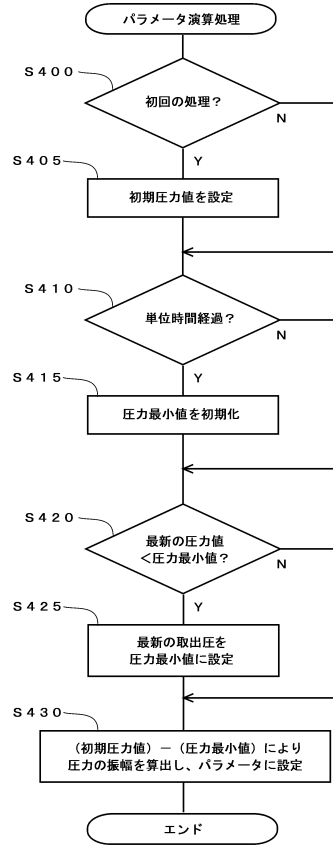 パラメータ演算処理
Ｓ４００
初回の処理？
Ｎ
Ｙ
Ｓ４０５
初期圧力値を設定
Ｓ４１０
単位時間経過？
Ｎ
Ｙ
Ｓ４１５
圧力最小値を初期化
Ｓ４２０
最新の圧力値
＜圧力最小値？
Ｎ
Ｙ
Ｓ４２５
最新の取出圧を
圧力最小値に設定
Ｓ４３０
（初期圧力値）－（圧力最小値）により
圧力の振幅を算出し、パラメータに設定
エンド